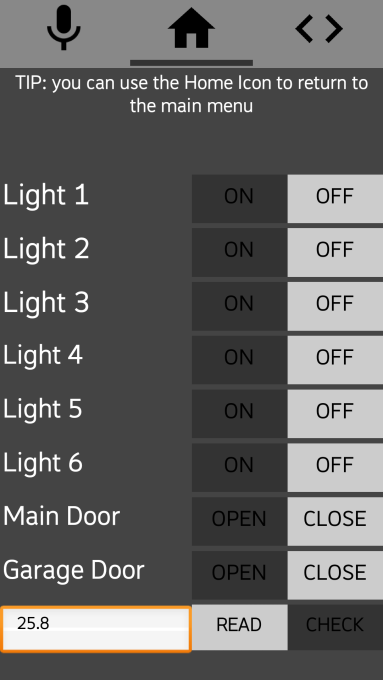 TIP: you can use the Home Icon to return to
the main menu
Light 1 ON OFF
Light 2 ON OFF
Light 3 ON OFF
Light 4 ON OFF
Light 5 ON OFF
Light 6 ON OFF
Main Door OPEN CLOSE
Garage Door OPEN CLOSE
25.8 READ CHECK